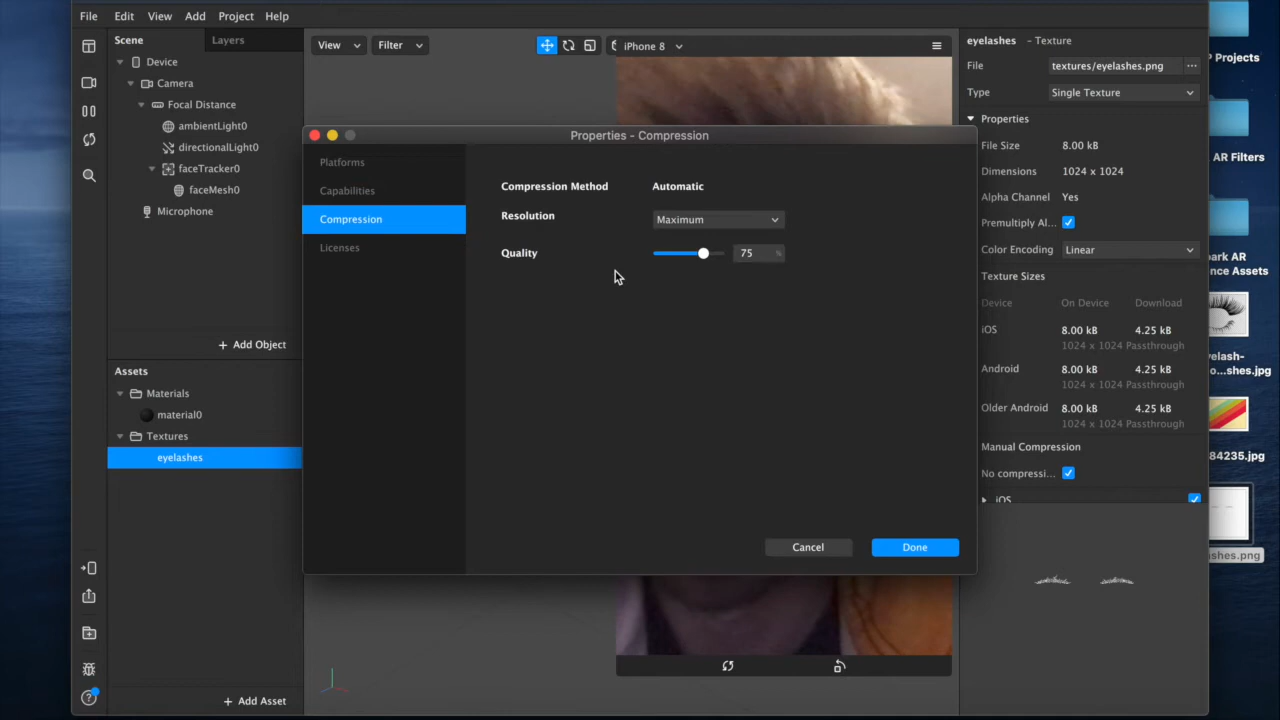 File Edit View Add Project Help
Scene Layers
Device
Camera
Focal Distance
ambientLight0
directionalLight0
faceTracker0
faceMesh0
Microphone
+ Add Object
Assets
Materials
material0
Textures
eyelashes
+ Add Asset
View Filter iPhone 8
Properties - Compression
Platforms
Capabilities
Compression
Licenses
Compression Method Automatic
Resolution Maximum
Quality 75 %
Cancel Done
eyelashes - Texture
File textures/eyelashes.png ...
Type Single Texture
Properties
File Size 8.00 kB
Dimensions 1024 x 1024
Alpha Channel Yes
Premultiply Al...
Color Encoding Linear
Texture Sizes
Device On Device Download
iOS 8.00 kB 4.25 kB
1024 x 1024 Passthrough
Android 8.00 kB 4.25 kB
1024 x 1024 Passthrough
Older Android 8.00 kB 4.25 kB
1024 x 1024 Passthrough
Manual Compression
No compressi...
iOS
P Projects
AR Filters
park AR
nce Assets
yelash-
o...shes.jpg
84235.jpg
shes.png